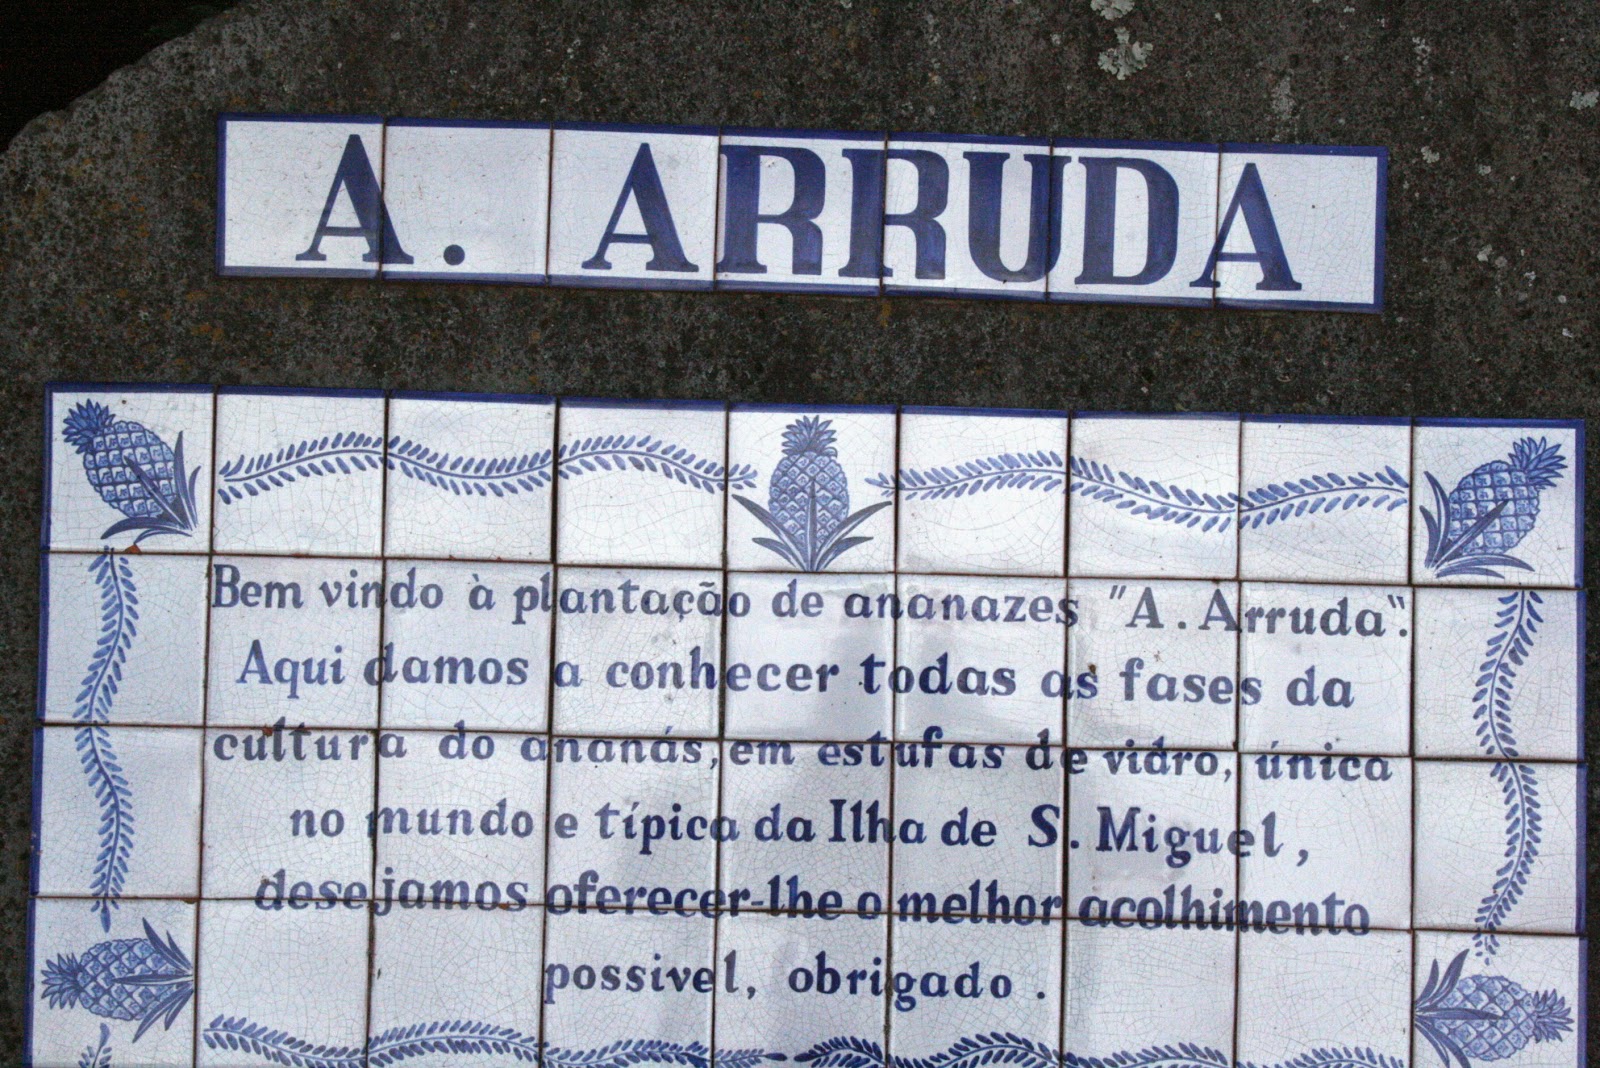 A. ARRUDA
Bem vindo à plantação de ananazes "A. Arruda".
Aqui damos a conhecer todas as fases da
cultura do ananás, em estufas de vidro, única
no mundo e típica da Ilha de S. Miguel,
desejamos oferecer-lhe o melhor acolhimento
possivel, obrigado.